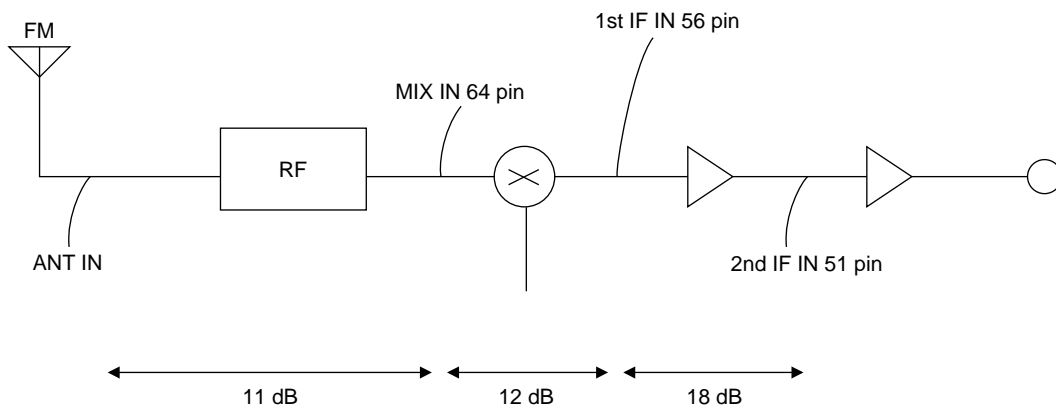 FM
1st IF IN 56 pin
MIX IN 64 pin
RF
ANT IN
2nd IF IN 51 pin
11 dB
12 dB
18 dB